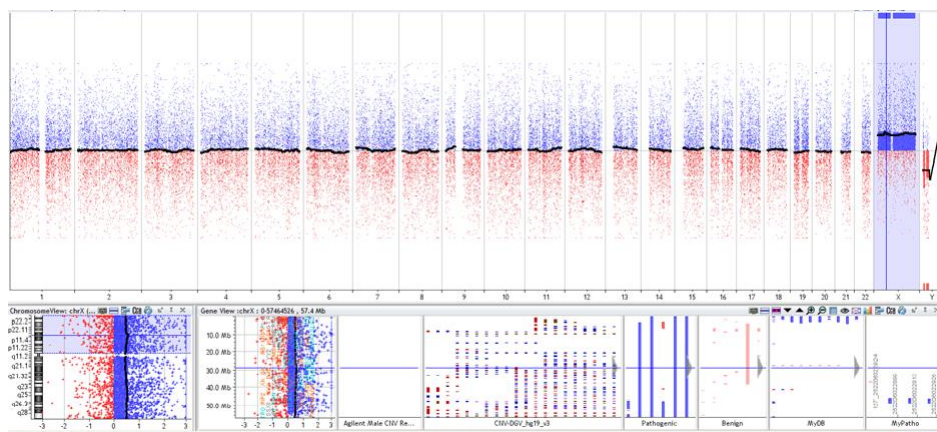 1 2 3 4 5 6 7 8 9 10 11 12 13 14 15 16 17 18 19 20 21 22 X Y
ChromosomeView: chrX (...
Gene View :chrX : 0-57464526 , 57.4 Mb
p22.2
p22.11
p11.4
p11.22
q11.2
q21.1
q21.32
q23
q25
q28
-3 -2 -1 0 1 2 3
10.0 Mb
20.0 Mb
30.0 Mb
40.0 Mb
50.0 Mb
-3 -2 -1 0 1 2 3
Agilent Male CNV Re...
CNV-DGV_hg19_v3
Pathogenic
Benign
MyDB
MyPatho